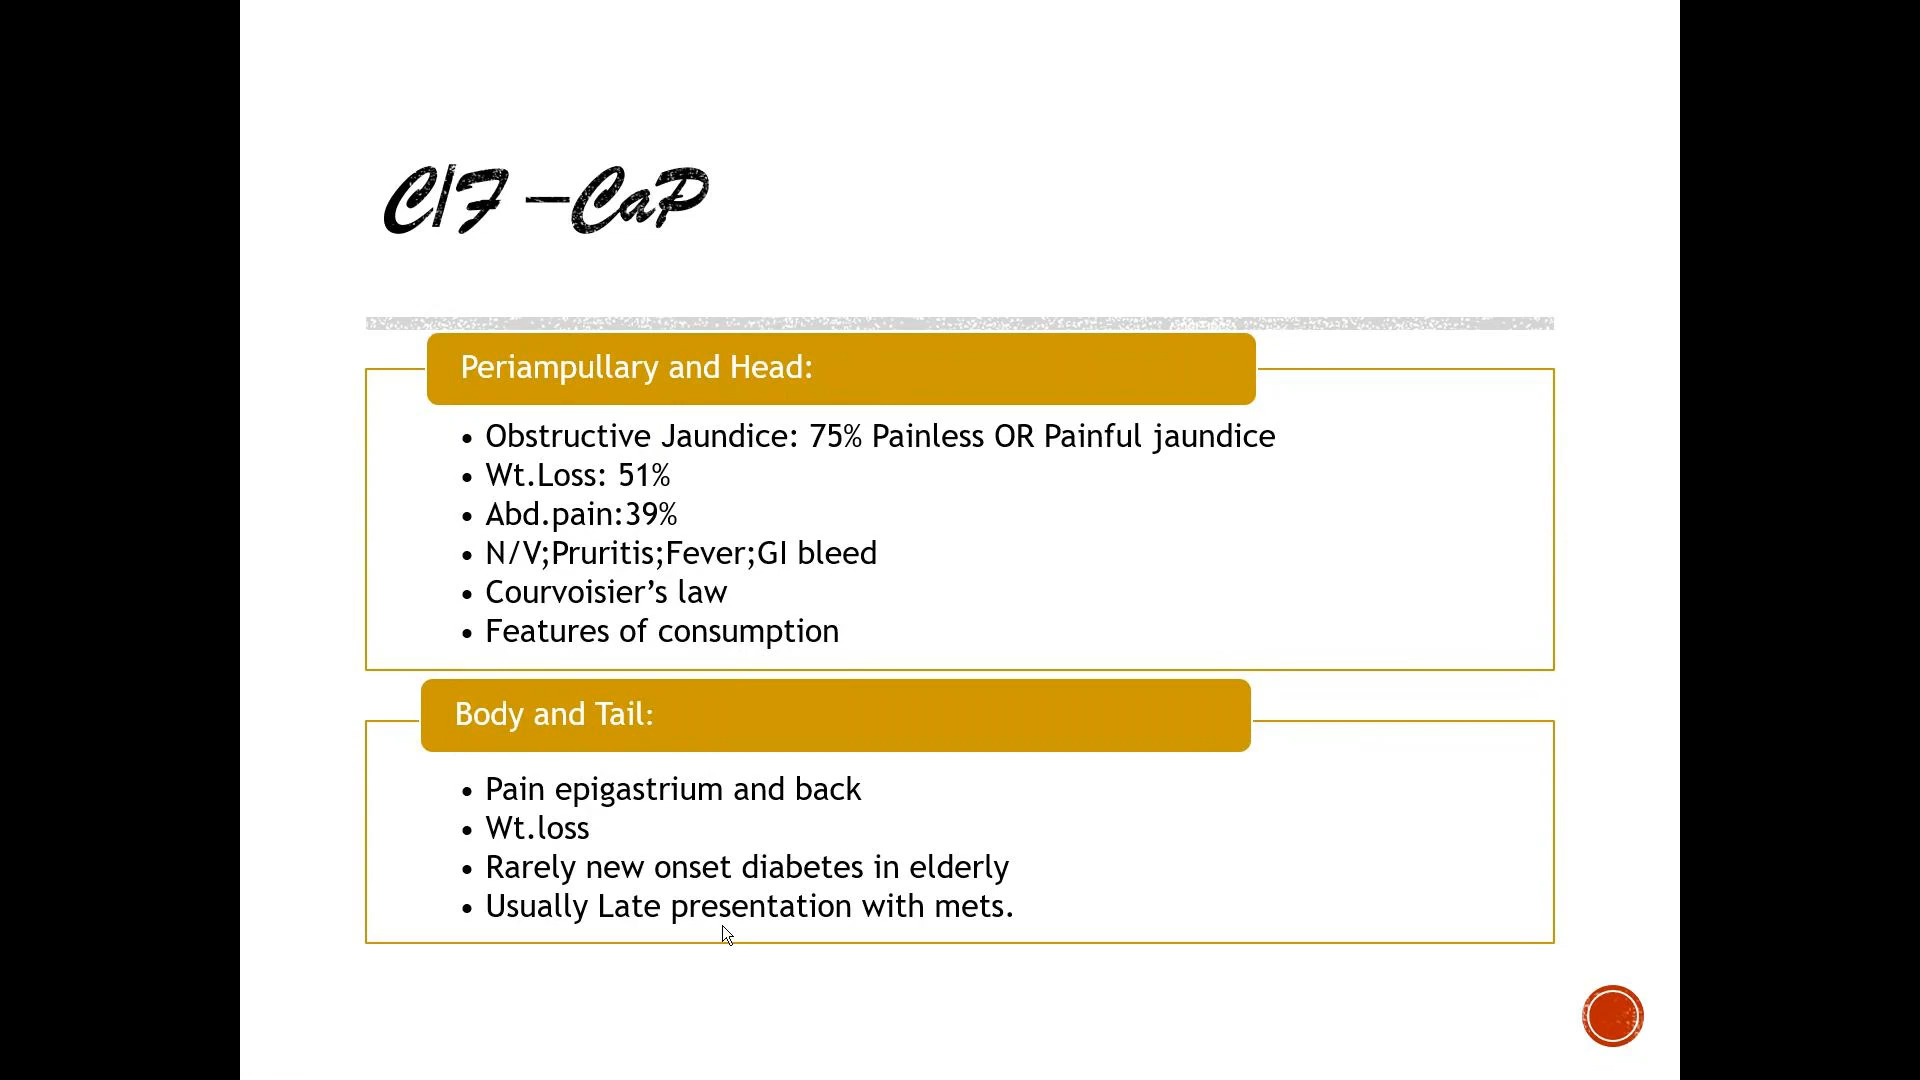 C/F –CaP
Periampullary and Head:
• Obstructive Jaundice: 75% Painless OR Painful jaundice
• Wt.Loss: 51%
• Abd.pain:39%
• N/V;Pruritis;Fever;GI bleed
• Courvoisier’s law
• Features of consumption
Body and Tail:
• Pain epigastrium and back
• Wt.loss
• Rarely new onset diabetes in elderly
• Usually Late presentation with mets.